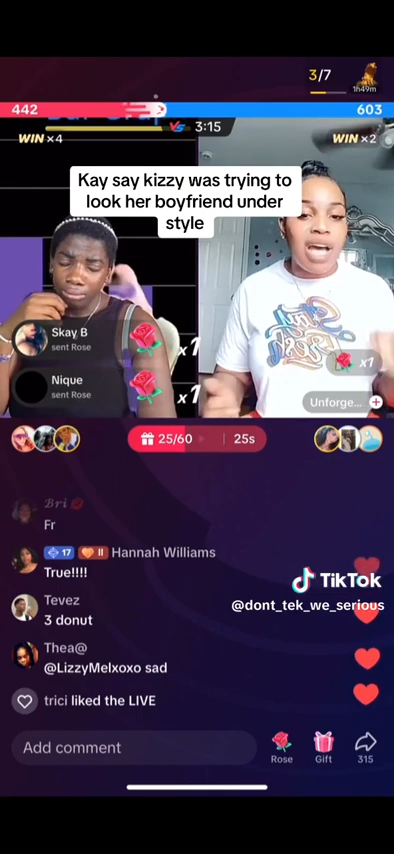 3/7
1h49m
442
603
VS 3:15
WIN ×4
WIN ×2
Kay say kizzy was trying to
look her boyfriend under
style
Skay B
sent Rose
x1
Nique
sent Rose
x1
x1
Unforge...
25/60
25s
Bri
Fr
17 II Hannah Williams
True!!!!
TikTok
@dont_tek_we_serious
Tevez
3 donut
Thea@
@LizzyMelxoxo sad
trici liked the LIVE
Add comment
Rose
Gift
315